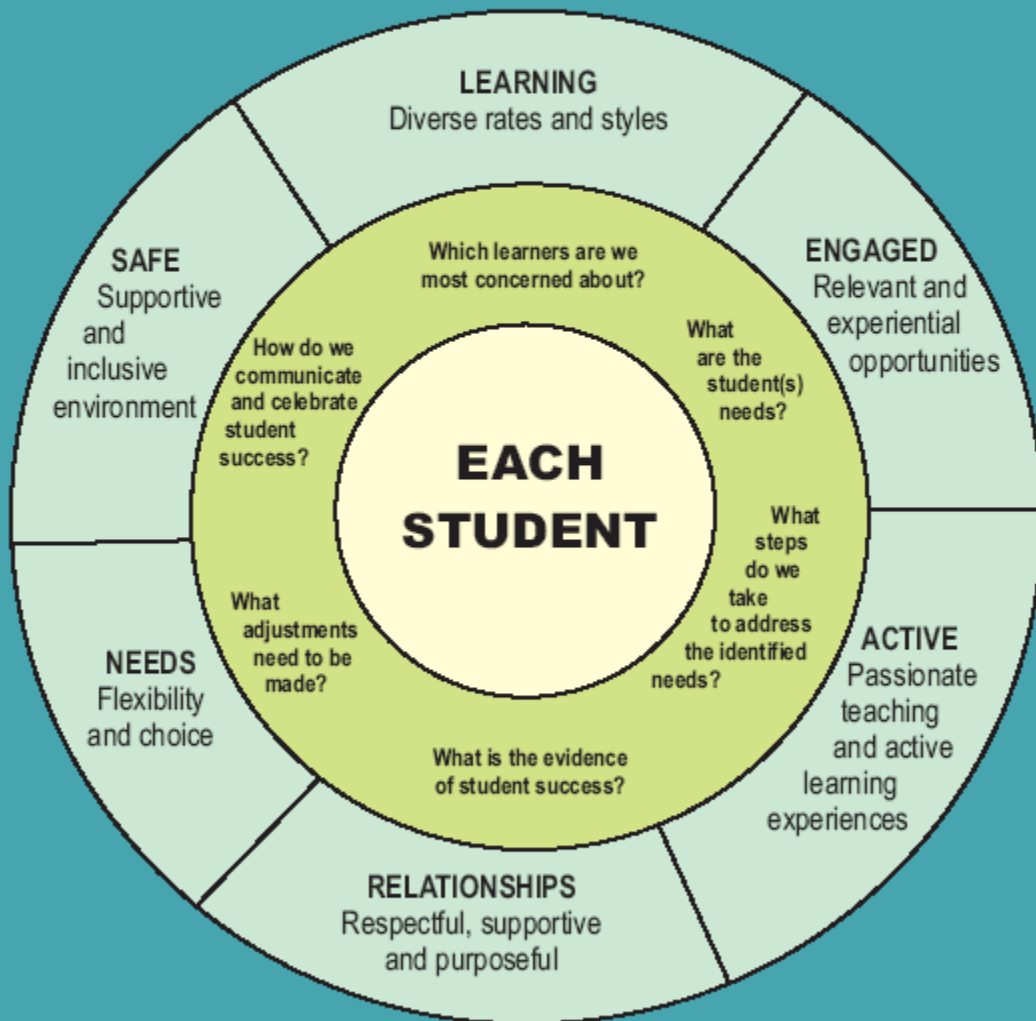 LEARNING
Diverse rates and styles
ENGAGED
Relevant and
experiential
opportunities
ACTIVE
Passionate
teaching
and active
learning
experiences
RELATIONSHIPS
Respectful, supportive
and purposeful
NEEDS
Flexibility
and choice
SAFE
Supportive
and
inclusive
environment
Which learners are we
most concerned about?
What
are the
student(s)
needs?
What
steps
do we
take
to address
the identified
needs?
What is the evidence
of student success?
What
adjustments
need to be
made?
How do we
communicate
and celebrate
student
success?
EACH
STUDENT